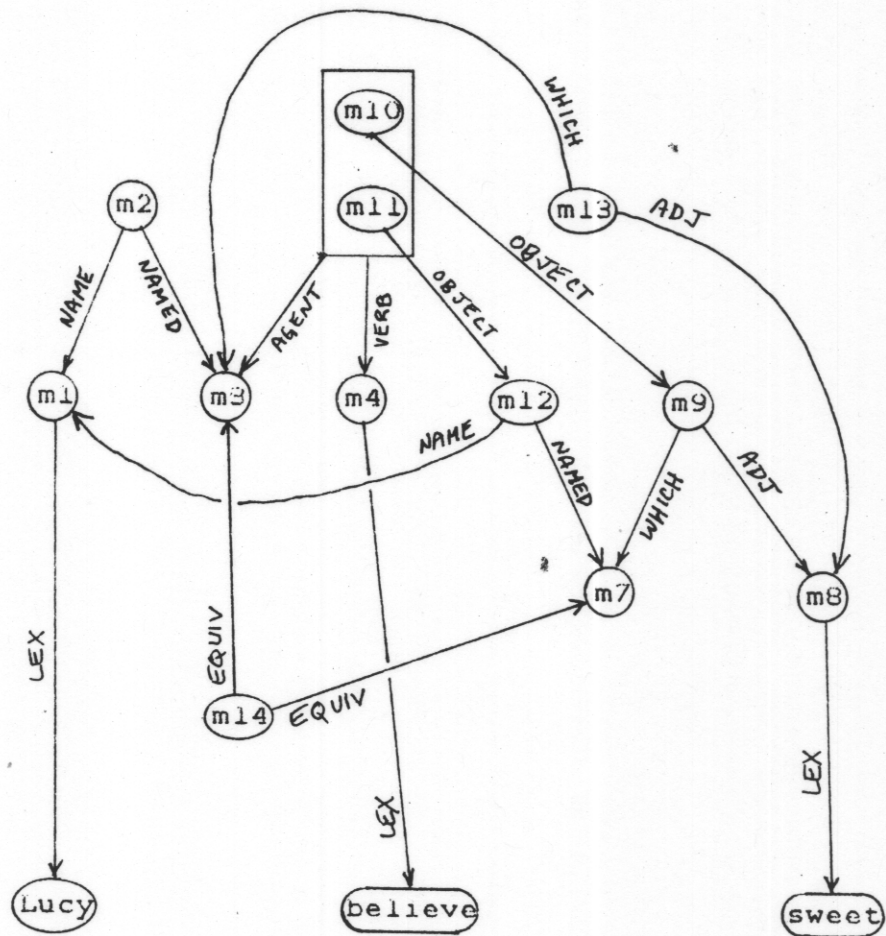 m10
WHICH
m2
m11
m13
ADJ
OBJECT
NAME
NAMED
AGENT
VERB
OBJECT
m1
m3
m4
m12
m9
NAME
NAMED
WHICH
ADJ
m7
m8
LEX
EQUIV
m14
EQUIV
LEX
LEX
Lucy
believe
sweet